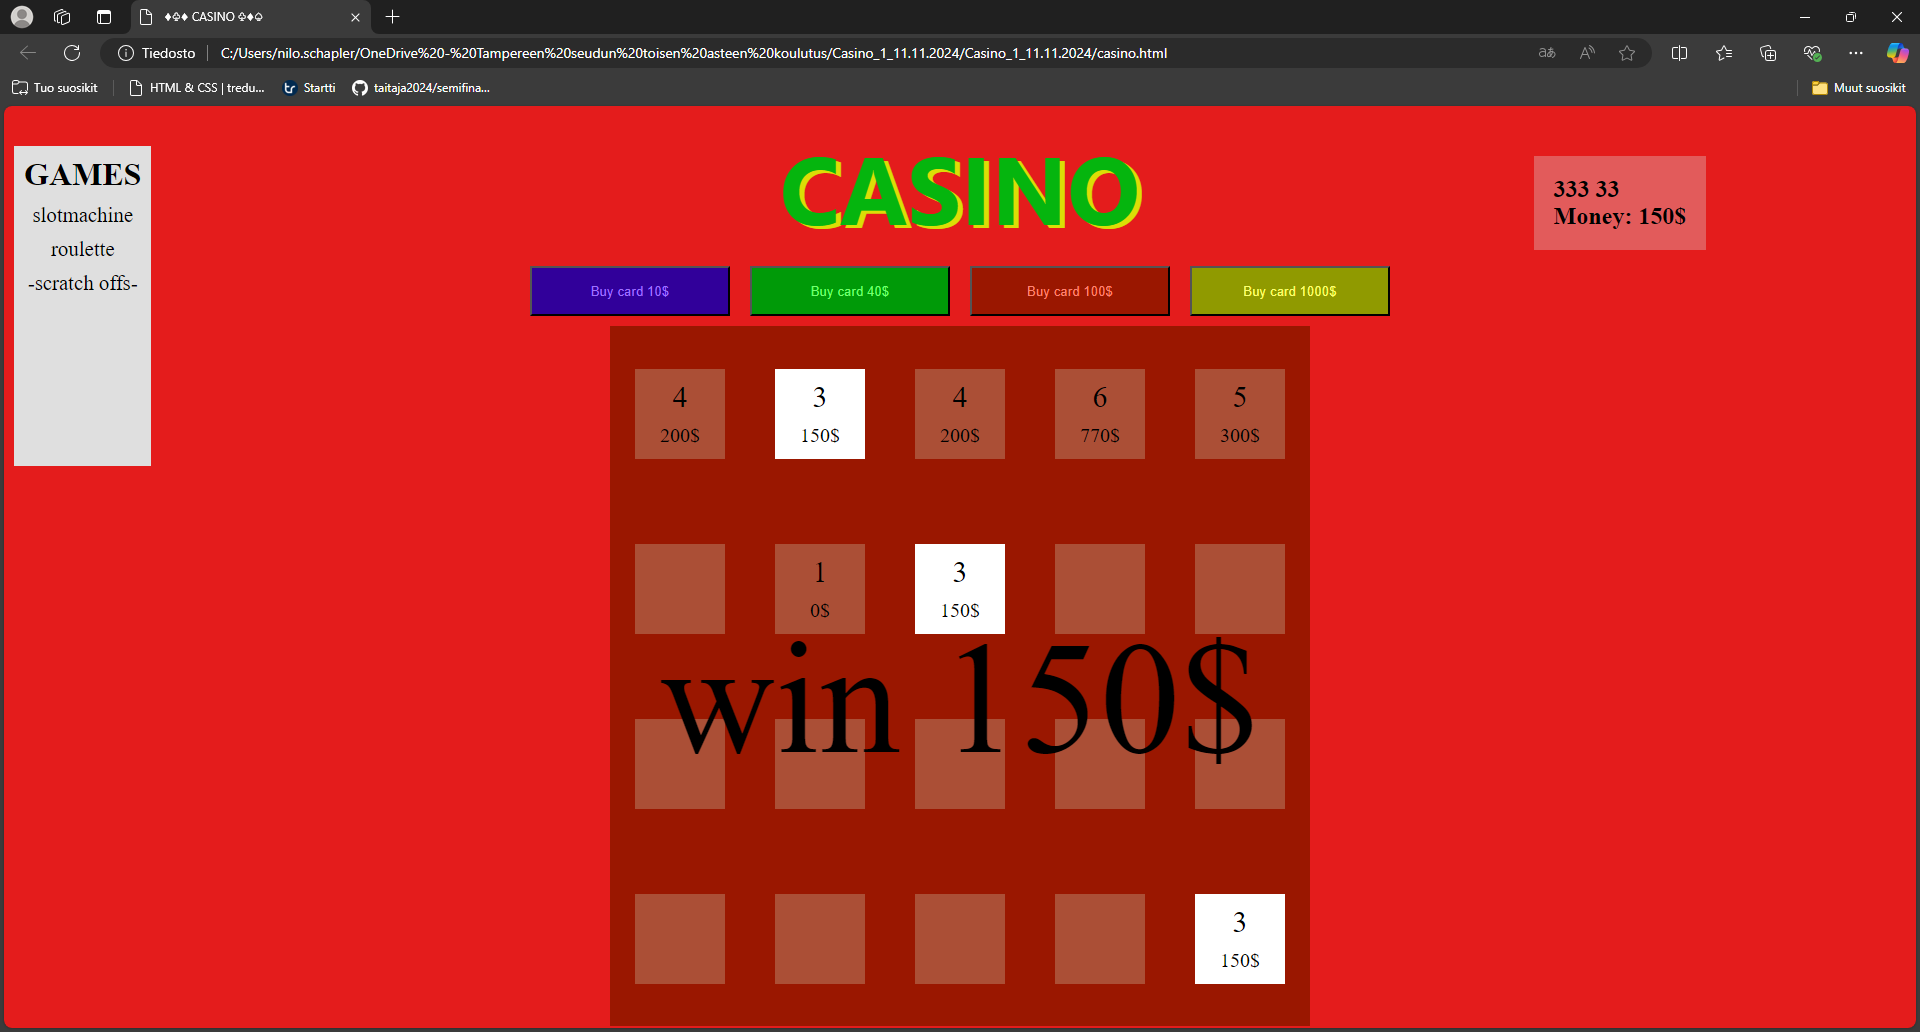 ♦♧♦ CASINO ♧♦♤
Tiedosto
C:/Users/nilo.schapler/OneDrive%20-%20Tampereen%20seudun%20toisen%20asteen%20koulutus/Casino_1_11.11.2024/Casino_1_11.11.2024/casino.html
Tuo suosikit
HTML & CSS | tredu...
Startti
taitaja2024/semifina...
Muut suosikit
GAMES
slotmachine
roulette
-scratch offs-
CASINO
333 33
Money: 150$
Buy card 10$
Buy card 40$
Buy card 100$
Buy card 1000$
4
200$
3
150$
4
200$
6
770$
5
300$
1
0$
3
150$
win 150$
3
150$